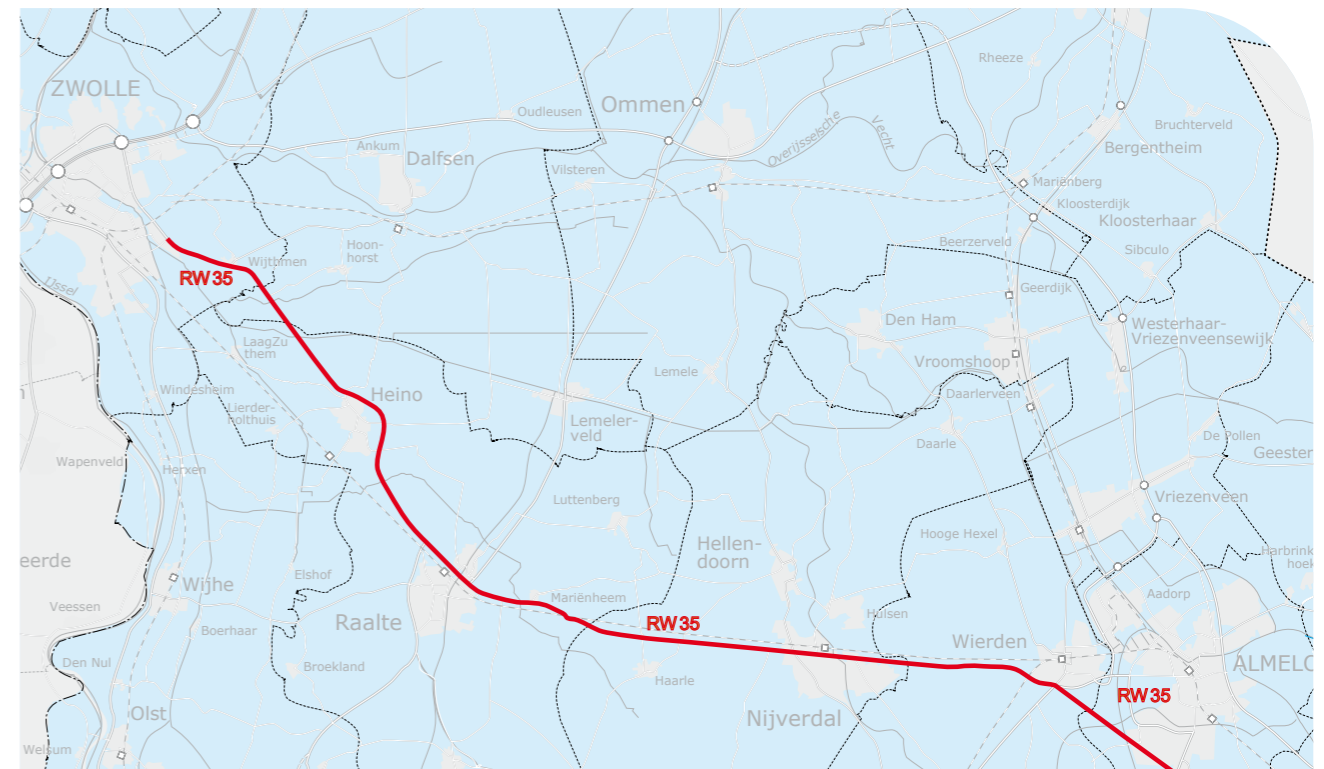 Rheeze
ZWOLLE
Ommen
Oudleusen
Bruchterveld
Overijsselsche
Vecht
Ankum
Dalfsen
Bergentheim
Vilsteren
Mariënberg
Kloosterdijk
Kloosterhaar
Hoon-
horst
Beerzerveld
Sibculo
Wijthmen
RW35
IJssel
Geerdijk
Den Ham
Westerhaar-
Vriezenveensewijk
LaagZu
them
Vroomshoop
Lemele
Windesheim
Heino
Daarlerveen
Lierder-
holthuis
Lemeler-
veld
De Pollen
Daarle
Geester
Wapenveld
Herxen
Luttenberg
Vriezenveen
Hooge Hexel
Hellen-
doorn
Harbrink
hoek
eerde
Elshof
Wijhe
Mariënheem
Aadorp
Veessen
Raalte
RW35
Hulsen
Boerhaar
Wierden
Den Nul
Broekland
ALMELO
Haarle
RW35
Olst
Nijverdal
Welsum